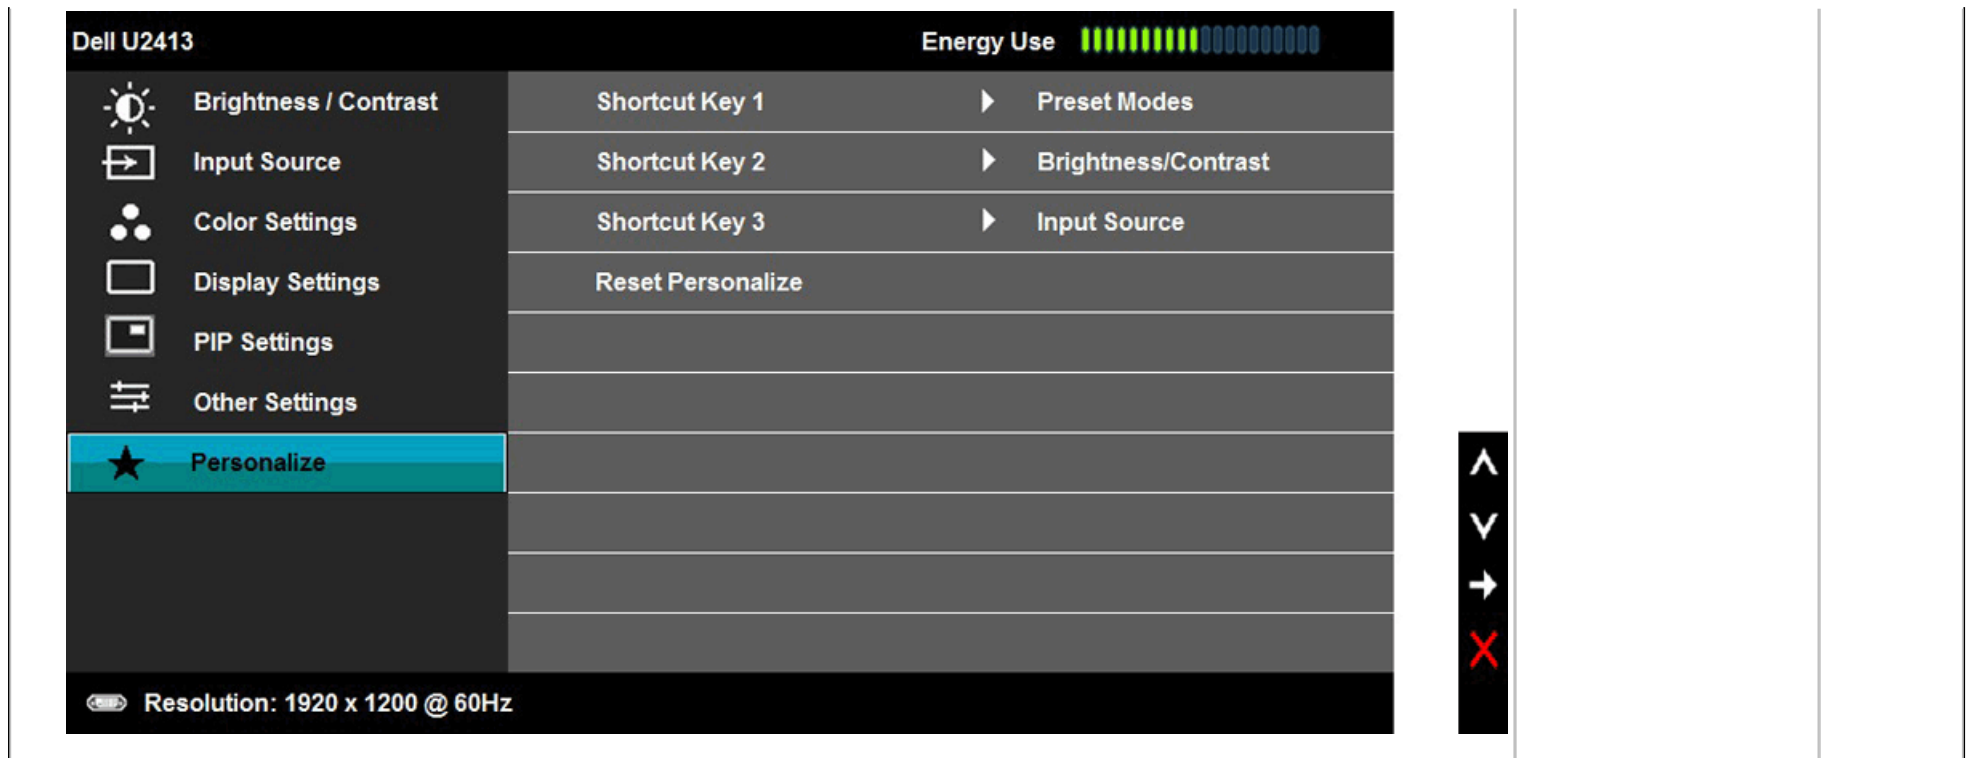 Dell U2413 Energy Use
Brightness / Contrast Shortcut Key 1 Preset Modes
Input Source Shortcut Key 2 Brightness/Contrast
Color Settings Shortcut Key 3 Input Source
Display Settings Reset Personalize
PIP Settings
Other Settings
Personalize
Resolution: 1920 x 1200 @ 60Hz